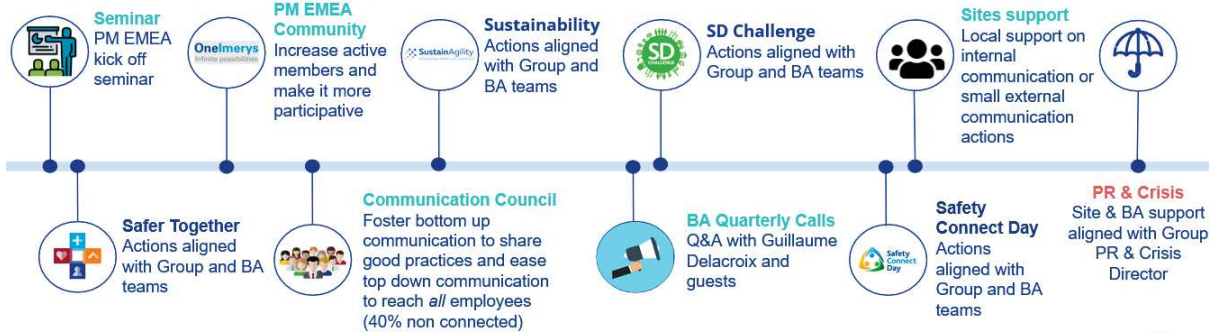 Seminar
PM EMEA
kick off
seminar
OneImerys
Infinite possibilities
PM EMEA
Community
Increase active
members and
make it more
participative
SustainAgility
Sustainability
Actions aligned
with Group and
BA teams
SD
CHALLENGE
SD Challenge
Actions aligned with
Group and BA teams
Sites support
Local support on
internal
communication or
small external
communication
actions
Safer Together
Actions aligned
with Group and BA
teams
Communication Council
Foster bottom up
communication to share
good practices and ease
top down communication
to reach all employees
(40% non connected)
BA Quarterly Calls
Q&A with Guillaume
Delacroix and
guests
Safety
Connect
Day
Safety
Connect Day
Actions
aligned with
Group and BA
teams
PR & Crisis
Site & BA support
aligned with Group
PR & Crisis
Director